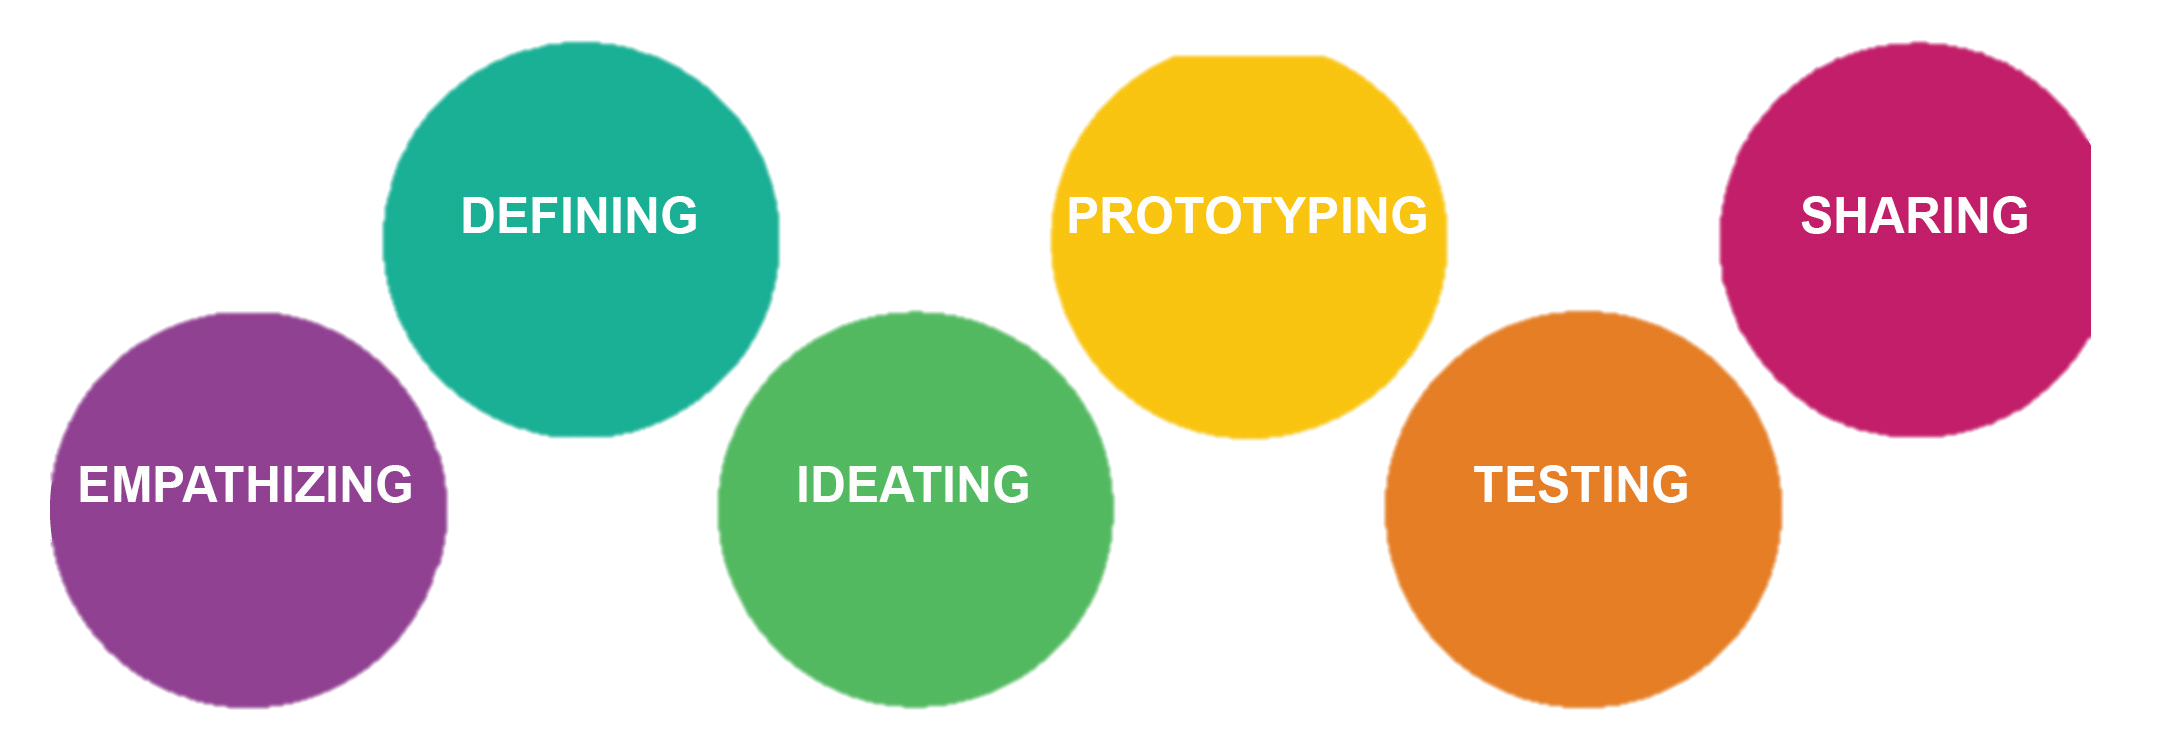 EMPATHIZING
DEFINING
IDEATING
PROTOTYPING
TESTING
SHARING